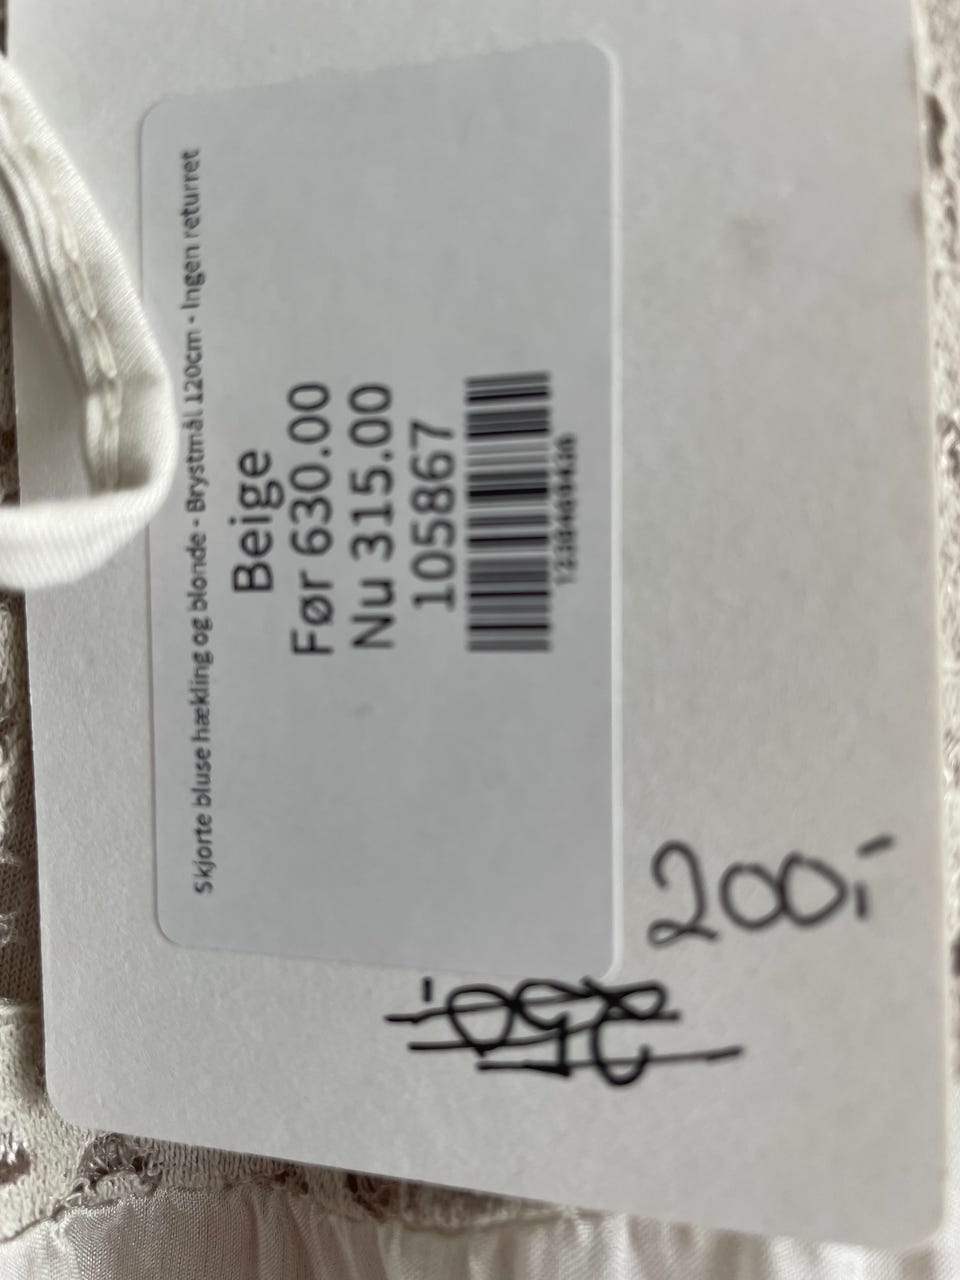 Skjorte bluse hækling og blonde - Brystmål 120cm - Ingen returret
Beige
Før 630.00
Nu 315.00
105867
200,-